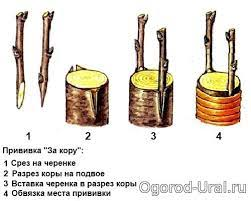 1 2 3 4
Прививка "За кору":
1 Срез на черенке
2 Разрез коры на подвое
3 Вставка черенка в разрез коры
4 Обвязка места прививки
Ogorod-Ural.ru